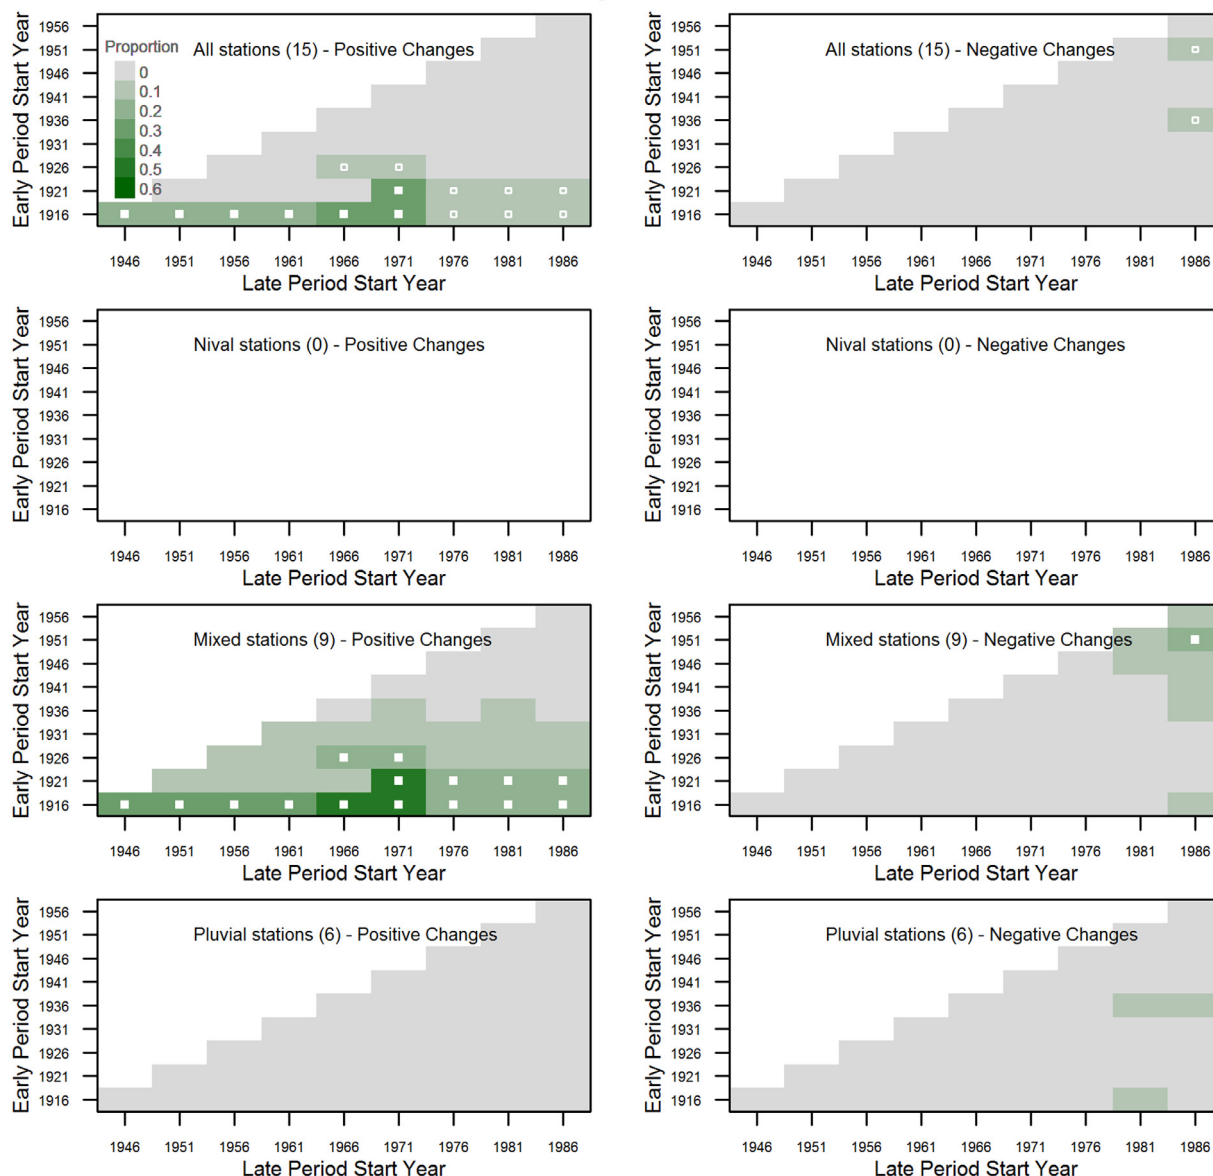 All stations (15) - Positive Changes
Proportion
0
0.1
0.2
0.3
0.4
0.5
0.6
Early Period Start Year
1956
1951
1946
1941
1936
1931
1926
1921
1916
1946 1951 1956 1961 1966 1971 1976 1981 1986
Late Period Start Year
All stations (15) - Negative Changes
Early Period Start Year
1956
1951
1946
1941
1936
1931
1926
1921
1916
1946 1951 1956 1961 1966 1971 1976 1981 1986
Late Period Start Year
Nival stations (0) - Positive Changes
Early Period Start Year
1956
1951
1946
1941
1936
1931
1926
1921
1916
1946 1951 1956 1961 1966 1971 1976 1981 1986
Late Period Start Year
Nival stations (0) - Negative Changes
Early Period Start Year
1956
1951
1946
1941
1936
1931
1926
1921
1916
1946 1951 1956 1961 1966 1971 1976 1981 1986
Late Period Start Year
Mixed stations (9) - Positive Changes
Early Period Start Year
1956
1951
1946
1941
1936
1931
1926
1921
1916
1946 1951 1956 1961 1966 1971 1976 1981 1986
Late Period Start Year
Mixed stations (9) - Negative Changes
Early Period Start Year
1956
1951
1946
1941
1936
1931
1926
1921
1916
1946 1951 1956 1961 1966 1971 1976 1981 1986
Late Period Start Year
Pluvial stations (6) - Positive Changes
Early Period Start Year
1956
1951
1946
1941
1936
1931
1926
1921
1916
1946 1951 1956 1961 1966 1971 1976 1981 1986
Late Period Start Year
Pluvial stations (6) - Negative Changes
Early Period Start Year
1956
1951
1946
1941
1936
1931
1926
1921
1916
1946 1951 1956 1961 1966 1971 1976 1981 1986
Late Period Start Year